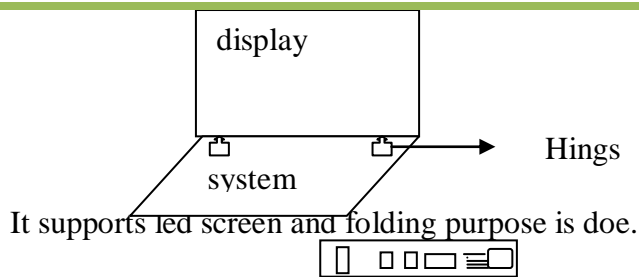 display
Hings
system
It supports led screen and folding purpose is doe.